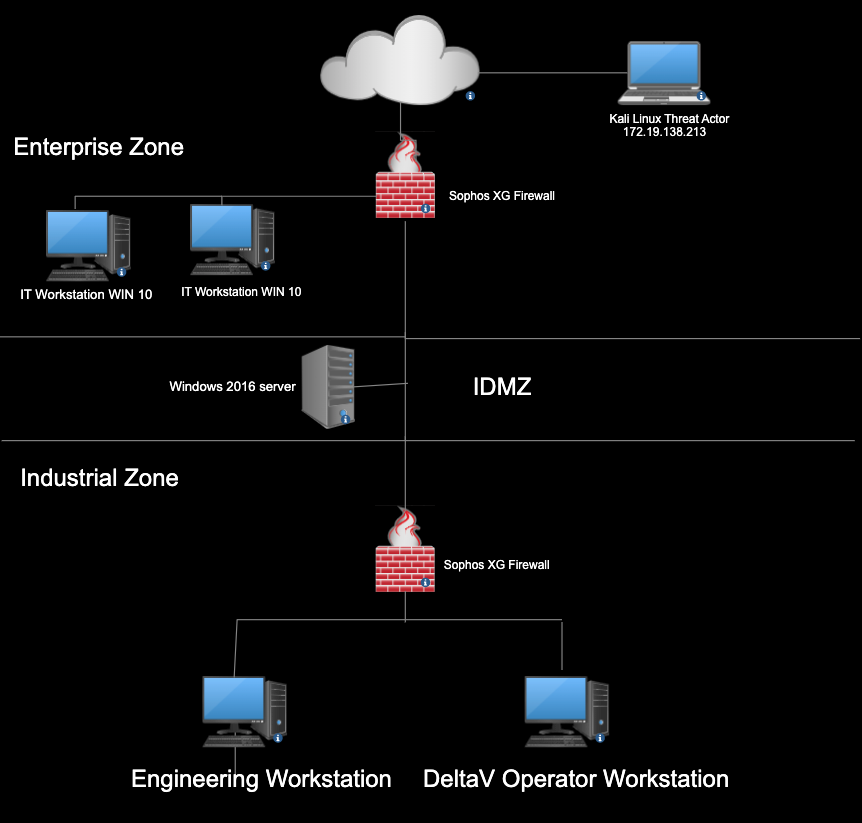 Kali Linux Threat Actor
172.19.138.213
Enterprise Zone
Sophos XG Firewall
IT Workstation WIN 10
IT Workstation WIN 10
Windows 2016 server
IDMZ
Industrial Zone
Sophos XG Firewall
Engineering Workstation
DeltaV Operator Workstation